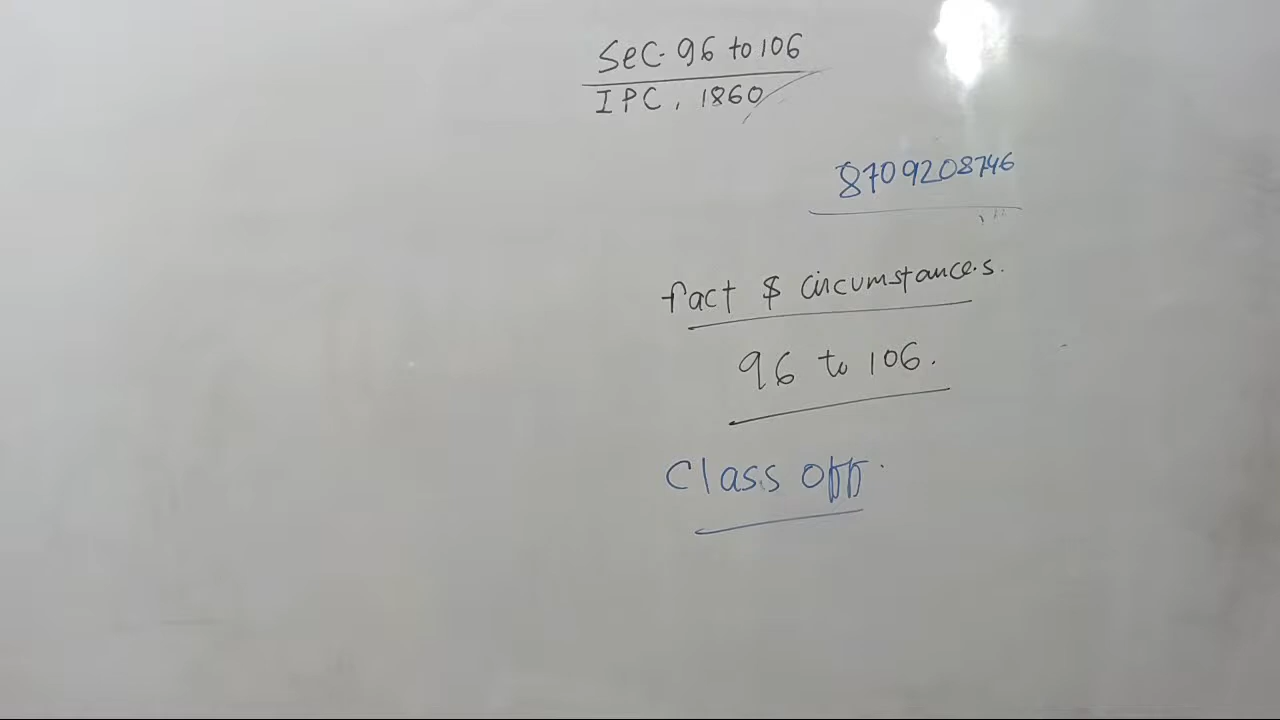 Sec. 96 to 106
IPC, 1860
8709208746
fact & circumstances.
96 to 106.
Class off.